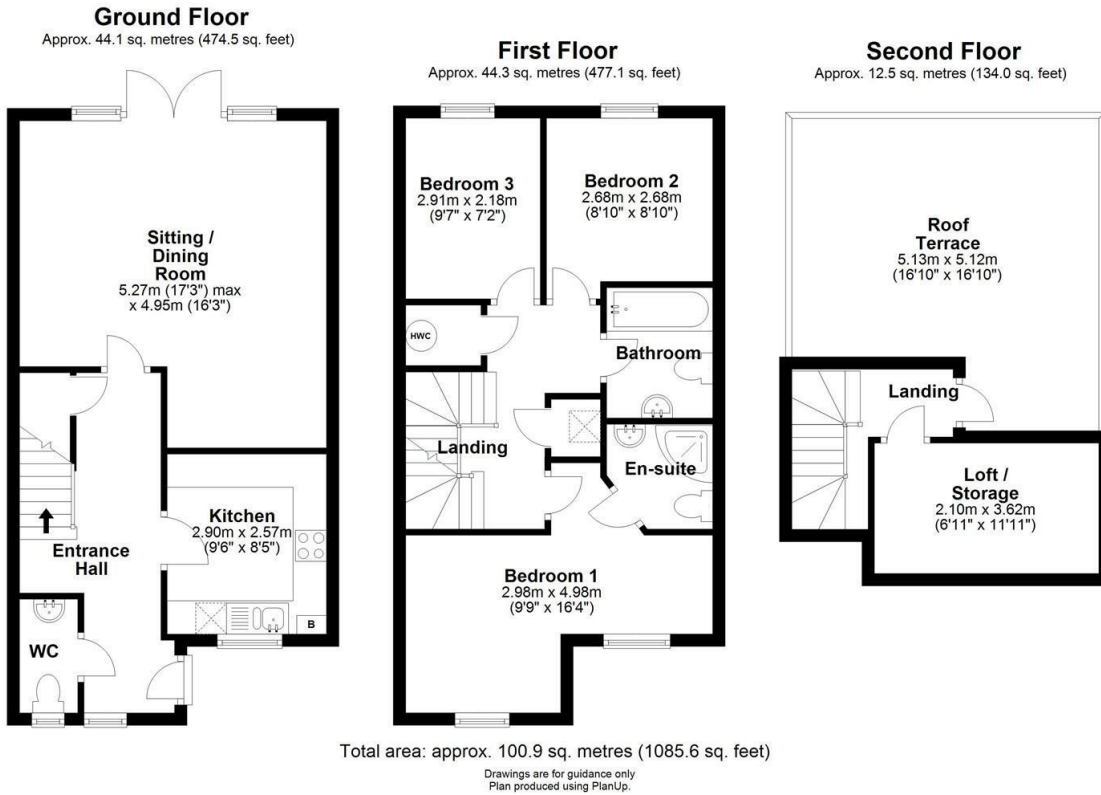 Ground Floor
Approx. 44.1 sq. metres (474.5 sq. feet)
Sitting /
Dining
Room
5.27m (17'3") max
x 4.95m (16'3")
Kitchen
2.90m x 2.57m
(9'6" x 8'5")
Entrance
Hall
WC
B
First Floor
Approx. 44.3 sq. metres (477.1 sq. feet)
Bedroom 3
2.91m x 2.18m
(9'7" x 7'2")
Bedroom 2
2.68m x 2.68m
(8'10" x 8'10")
HWC
Bathroom
Landing
En-suite
Bedroom 1
2.98m x 4.98m
(9'9" x 16'4")
Second Floor
Approx. 12.5 sq. metres (134.0 sq. feet)
Roof
Terrace
5.13m x 5.12m
(16'10" x 16'10")
Landing
Loft /
Storage
2.10m x 3.62m
(6'11" x 11'11")
Total area: approx. 100.9 sq. metres (1085.6 sq. feet)
Drawings are for guidance only
Plan produced using PlanUp.